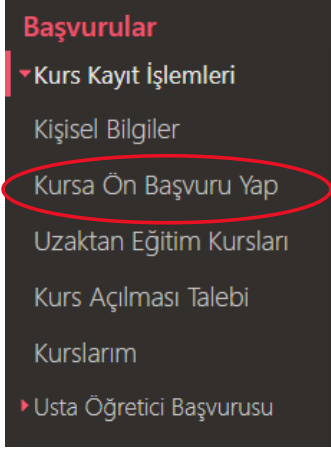 Başvurular
Kurs Kayıt İşlemleri
Kişisel Bilgiler
Kursa Ön Başvuru Yap
Uzaktan Eğitim Kursları
Kurs Açılması Talebi
Kurslarım
Usta Öğretici Başvurusu